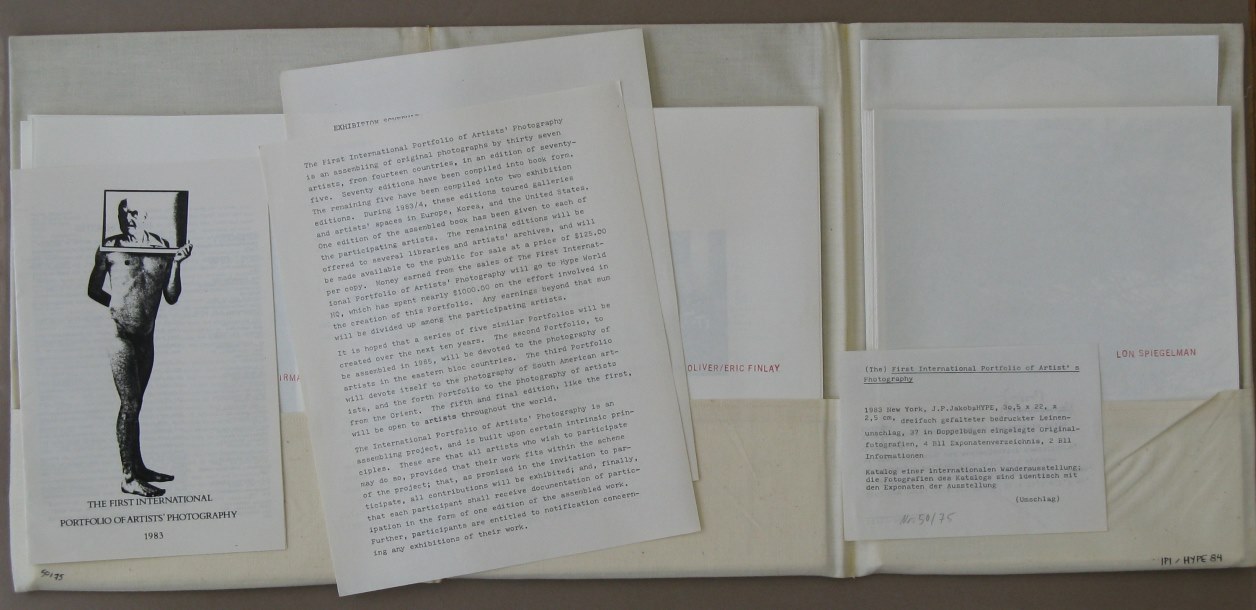 THE FIRST INTERNATIONAL
PORTFOLIO OF ARTISTS' PHOTOGRAPHY
1983
50/75
EXHIBITION
The First International Portfolio of Artists' Photography
is an assembling of original photographs by thirty seven
artists, from fourteen countries, in an edition of seventy-
five. Seventy editions have been compiled into book form.
The remaining five have been compiled into two exhibition
editions. During 1983/4, these editions toured galleries
and artists' spaces in Europe, Korea, and the United States.
One edition of the assembled book has been given to each of
the participating artists. The remaining editions will be
offered to several libraries and artists' archives, and will
be made available to the public for sale at a price of $125.00
per copy. Money earned from the sales of The First Internat-
ional Portfolio of Artists' Photography will go to Hype World
HQ, which has spent nearly $1000.00 on the effort involved in
the creation of this Portfolio. Any earnings beyond that sum
will be divided up among the participating artists.
It is hoped that a series of five similar Portfolios will be
created over the next ten years. The second Portfolio, to
be assembled in 1985, will be devoted to the photography of
artists in the eastern bloc countries. The third Portfolio
will devote itself to the photography of South American art-
ists, and the forth Portfolio to the photography of artists
from the Orient. The fifth and final edition, like the first,
will be open to artists throughout the world.
The International Portfolio of Artists' Photography is an
assembling project, and is built upon certain intrinsic prin-
ciples. These are that all artists who wish to participate
may do so, provided that their work fits within the scheme
of the project; that, as promised in the invitation to par-
ticipate, all contributions will be exhibited; and, finally,
that each participant shall receive documentation of partic-
ipation in the form of one edition of the assembled work.
Further, participants are entitled to notification concern-
ing any exhibitions of their work.
IRMA
OLIVER/ERIC FINLAY
LON SPIEGELMAN
(The) First International Portfolio of Artist' s
Photography
1983 New York, J.P.Jakob&HYPE, 30,5 x 22, x
2,5 cm, dreifach gefalteter bedruckter Leinen-
umschlag, 37 in Doppelbögen eingelegte Original-
fotografien, 4 Bll Exponatenverzeichnis, 2 Bll
Informationen
Katalog einer internationalen Wanderausstellung;
die Fotografien des Katalogs sind identisch mit
den Exponaten der Ausstellung
(Umschlag)
Nr. 50/75
IPI / HYPE 84